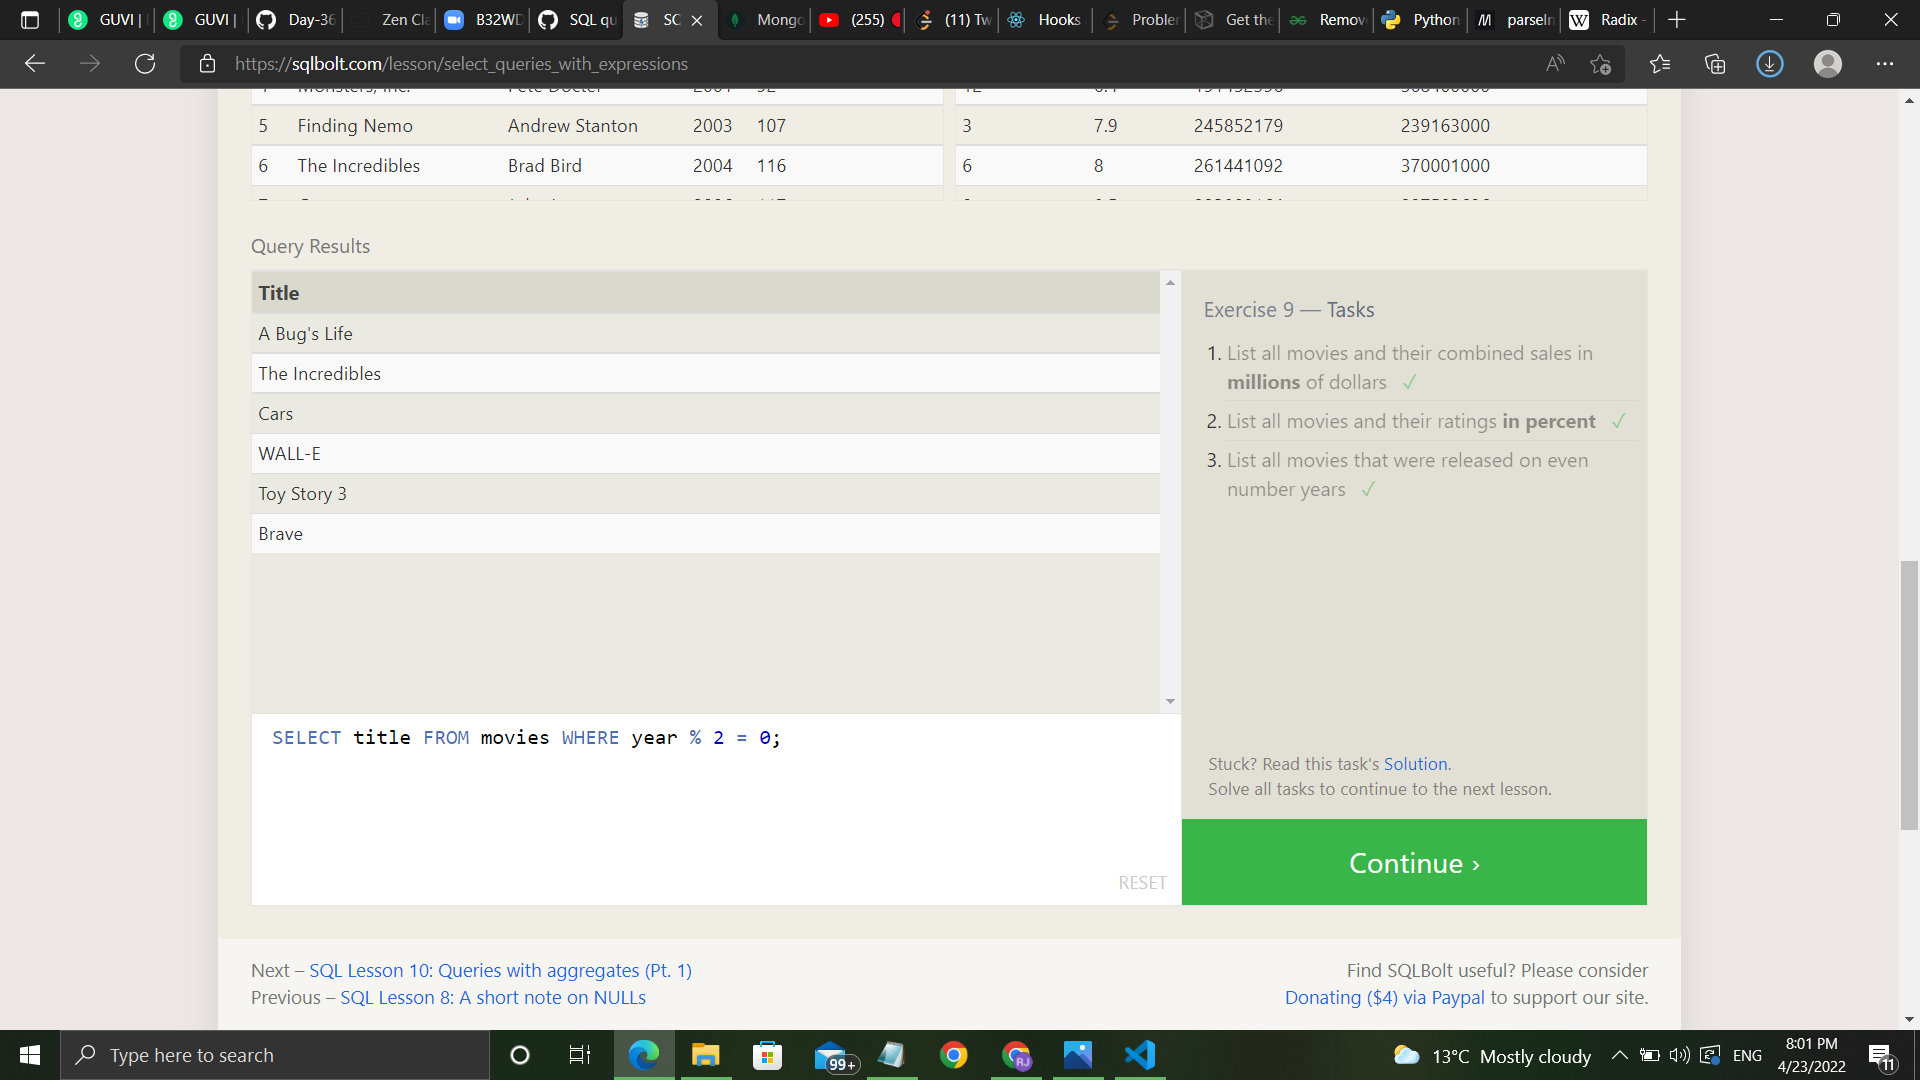 GUVI |
GUVI |
Day-36
Zen Cla
B32WD
SQL qu
SQ
Mongo
(255)
(11) Tw
Hooks
Problem
Get the
Remov
Python
parseIn
Radix -
https://sqlbolt.com/lesson/select_queries_with_expressions
5 Finding Nemo Andrew Stanton 2003 107 3 7.9 245852179 239163000
6 The Incredibles Brad Bird 2004 116 6 8 261441092 370001000
Query Results
Title
A Bug's Life
The Incredibles
Cars
WALL-E
Toy Story 3
Brave
SELECT title FROM movies WHERE year % 2 = 0;
RESET
Exercise 9 — Tasks
1. List all movies and their combined sales in
millions of dollars ✓
2. List all movies and their ratings in percent ✓
3. List all movies that were released on even
number years ✓
Stuck? Read this task's Solution.
Solve all tasks to continue to the next lesson.
Continue ›
Next – SQL Lesson 10: Queries with aggregates (Pt. 1)
Previous – SQL Lesson 8: A short note on NULLs
Find SQLBolt useful? Please consider
Donating ($4) via Paypal to support our site.
Type here to search
99+
RJ
13°C Mostly cloudy
ENG
8:01 PM
4/23/2022
11